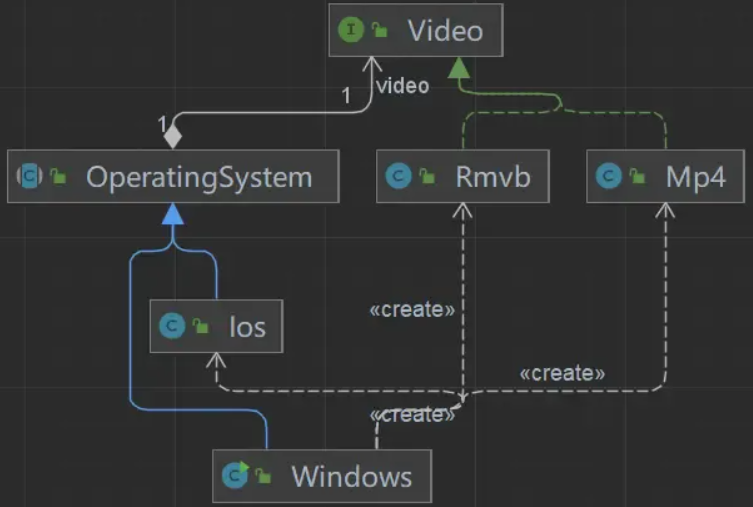 I Video
1 video
1
C OperatingSystem
C Rmvb
C Mp4
«create»
C Ios
«create»
«create»
C Windows